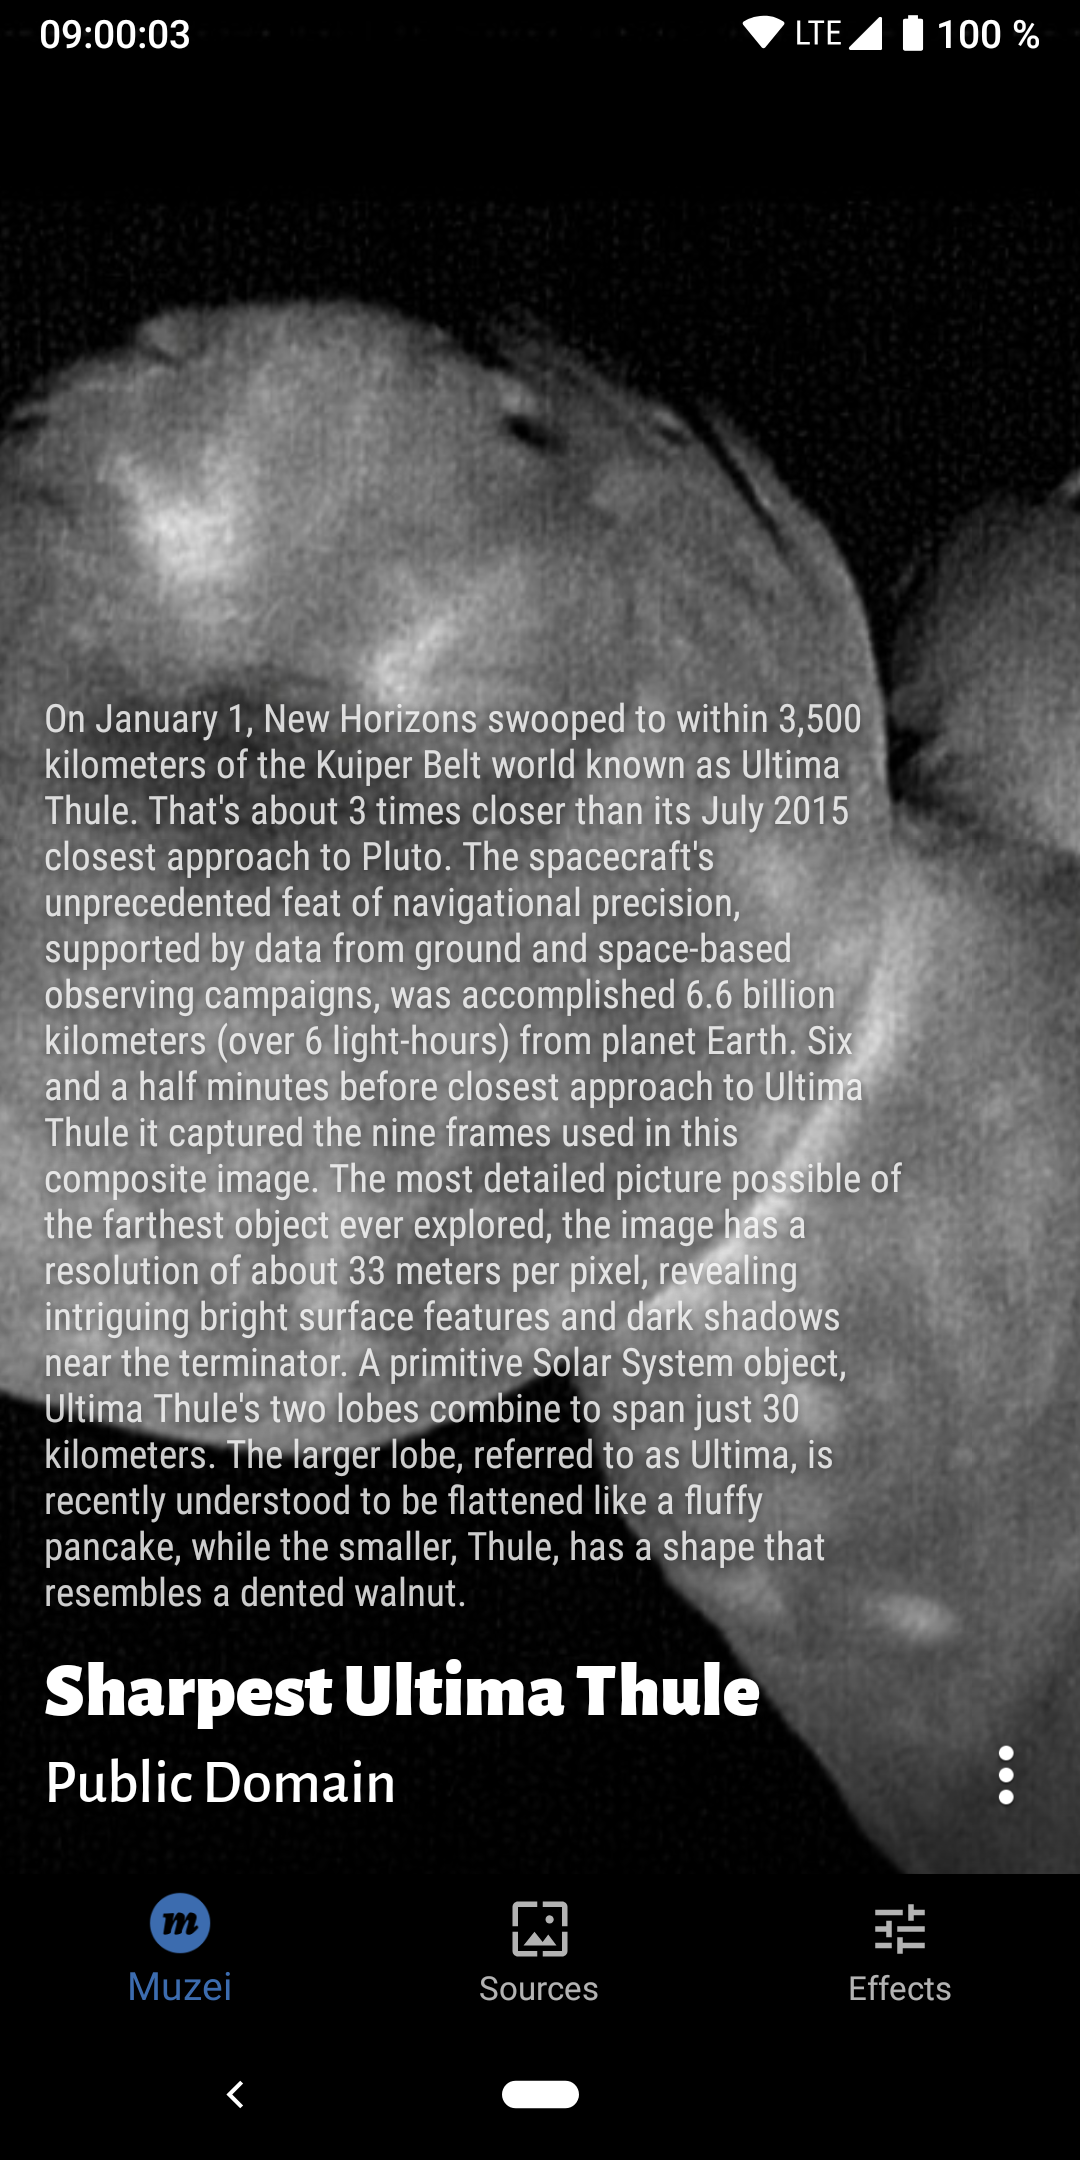 09:00:03 LTE 100 %
On January 1, New Horizons swooped to within 3,500
kilometers of the Kuiper Belt world known as Ultima
Thule. That's about 3 times closer than its July 2015
closest approach to Pluto. The spacecraft's
unprecedented feat of navigational precision,
supported by data from ground and space-based
observing campaigns, was accomplished 6.6 billion
kilometers (over 6 light-hours) from planet Earth. Six
and a half minutes before closest approach to Ultima
Thule it captured the nine frames used in this
composite image. The most detailed picture possible of
the farthest object ever explored, the image has a
resolution of about 33 meters per pixel, revealing
intriguing bright surface features and dark shadows
near the terminator. A primitive Solar System object,
Ultima Thule's two lobes combine to span just 30
kilometers. The larger lobe, referred to as Ultima, is
recently understood to be flattened like a fluffy
pancake, while the smaller, Thule, has a shape that
resembles a dented walnut.
Sharpest Ultima Thule
Public Domain
m
Muzei Sources Effects